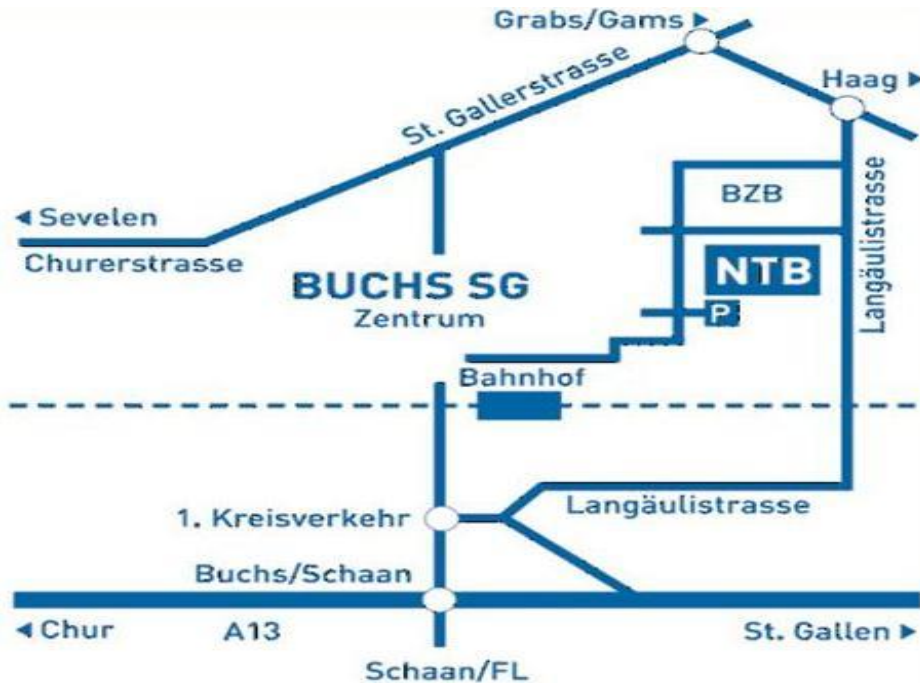 Grabs/Gams ▶
Haag ▶
St. Gallerstrasse
BZB
◀ Sevelen
Churerstrasse
Langäulistrasse
NTB
BUCHS SG
Zentrum
P
Bahnhof
Langäulistrasse
1. Kreisverkehr
Buchs/Schaan
◀ Chur
A13
St. Gallen ▶
Schaan/FL